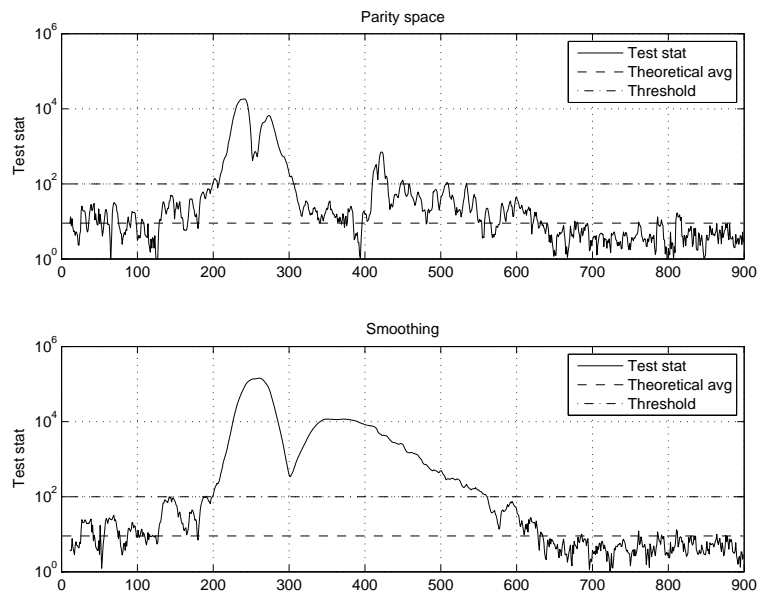 Parity space
Test stat
10^6
10^4
10^2
10^0
Test stat
Theoretical avg
Threshold
0 100 200 300 400 500 600 700 800 900
Smoothing
Test stat
10^6
10^4
10^2
10^0
Test stat
Theoretical avg
Threshold
0 100 200 300 400 500 600 700 800 900